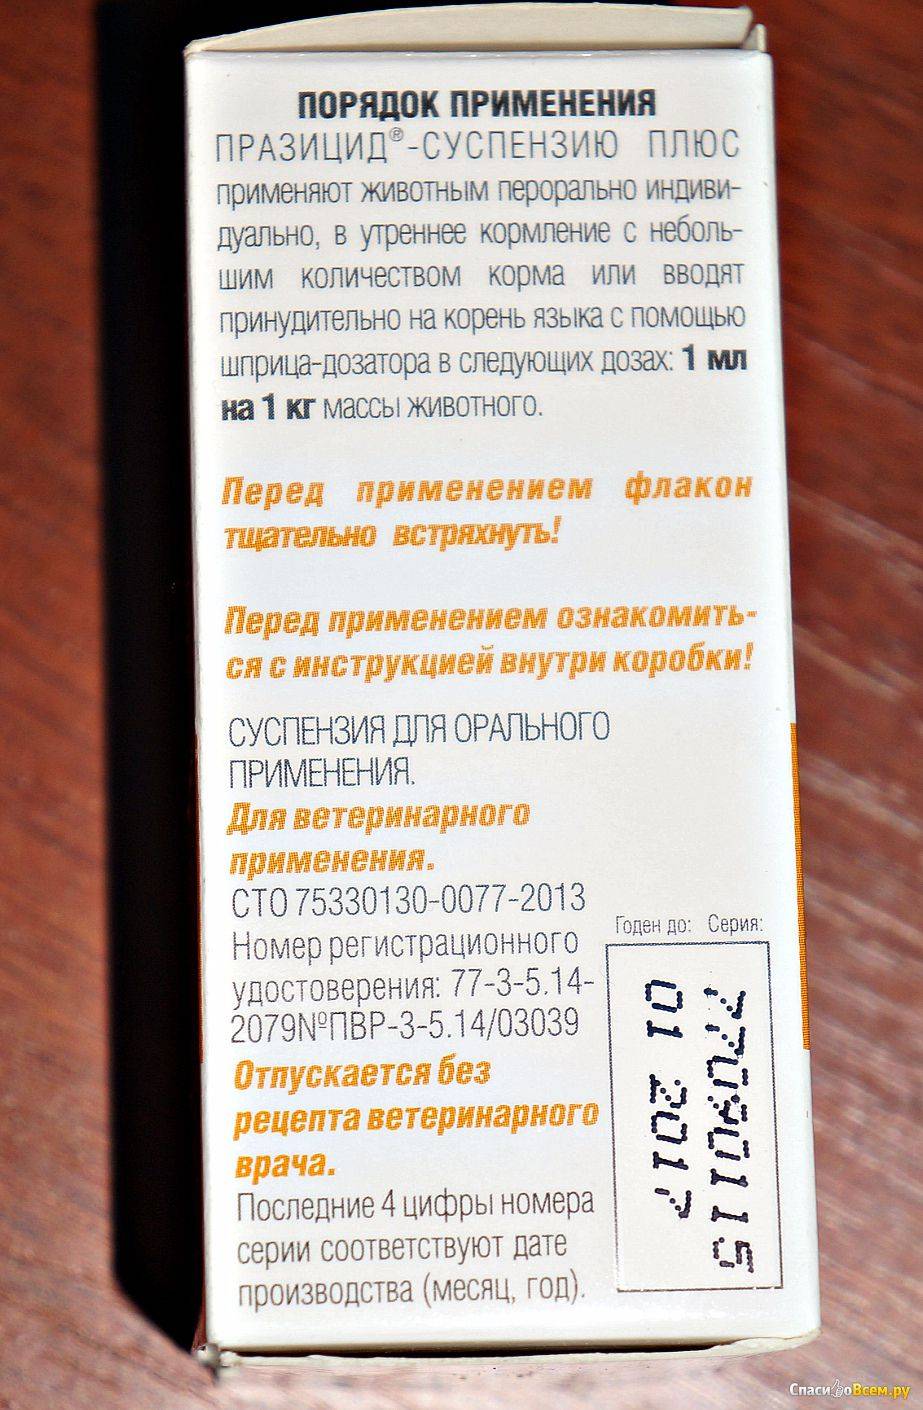 ПОРЯДОК ПРИМЕНЕНИЯ
ПРАЗИЦИД®-СУСПЕНЗИЮ ПЛЮС
применяют животным перорально индиви-
дуально, в утреннее кормление с неболь-
шим количеством корма или вводят
принудительно на корень языка с помощью
шприца-дозатора в следующих дозах: 1 мл
на 1 кг массы животного.
Перед применением флакон
тщательно встряхнуть!
Перед применением ознакомить-
ся с инструкцией внутри коробки!
СУСПЕНЗИЯ ДЛЯ ОРАЛЬНОГО
ПРИМЕНЕНИЯ.
Для ветеринарного
применения.
СТО 75330130-0077-2013
Номер регистрационного
удостоверения: 77-3-5.14-
2079№ПВР-3-5.14/03039
Отпускается без
рецепта ветеринарного
врача.
Последние 4 цифры номера
серии соответствуют дате
производства (месяц, год).
Годен до: Серия:
01 2017
СпасибоВсем.ру